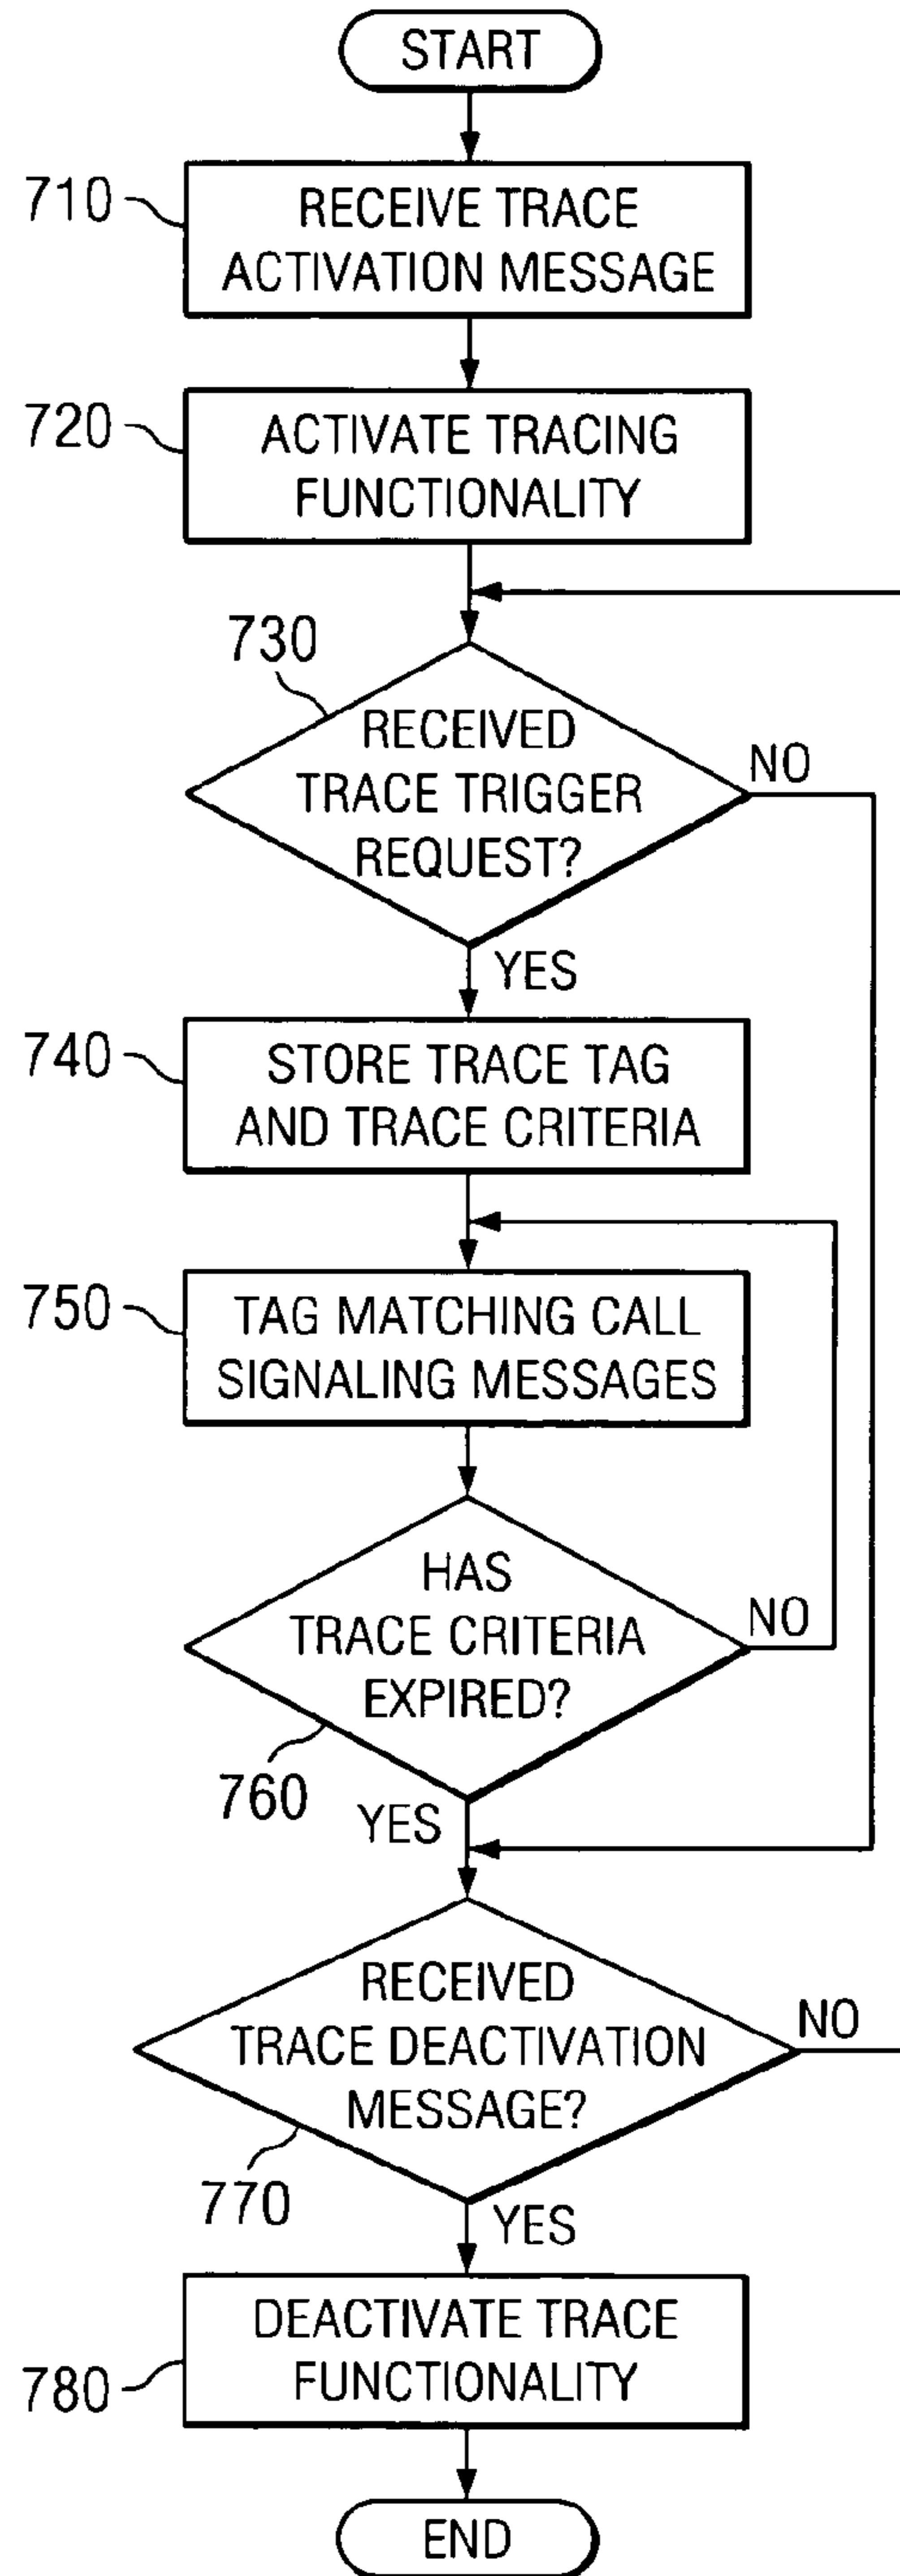 START
710
RECEIVE TRACE
ACTIVATION MESSAGE
720
ACTIVATE TRACING
FUNCTIONALITY
730
RECEIVED
TRACE TRIGGER
REQUEST?
NO
YES
740
STORE TRACE TAG
AND TRACE CRITERIA
750
TAG MATCHING CALL
SIGNALING MESSAGES
HAS
TRACE CRITERIA
EXPIRED?
NO
760
YES
RECEIVED
TRACE DEACTIVATION
MESSAGE?
NO
770
YES
780
DEACTIVATE TRACE
FUNCTIONALITY
END